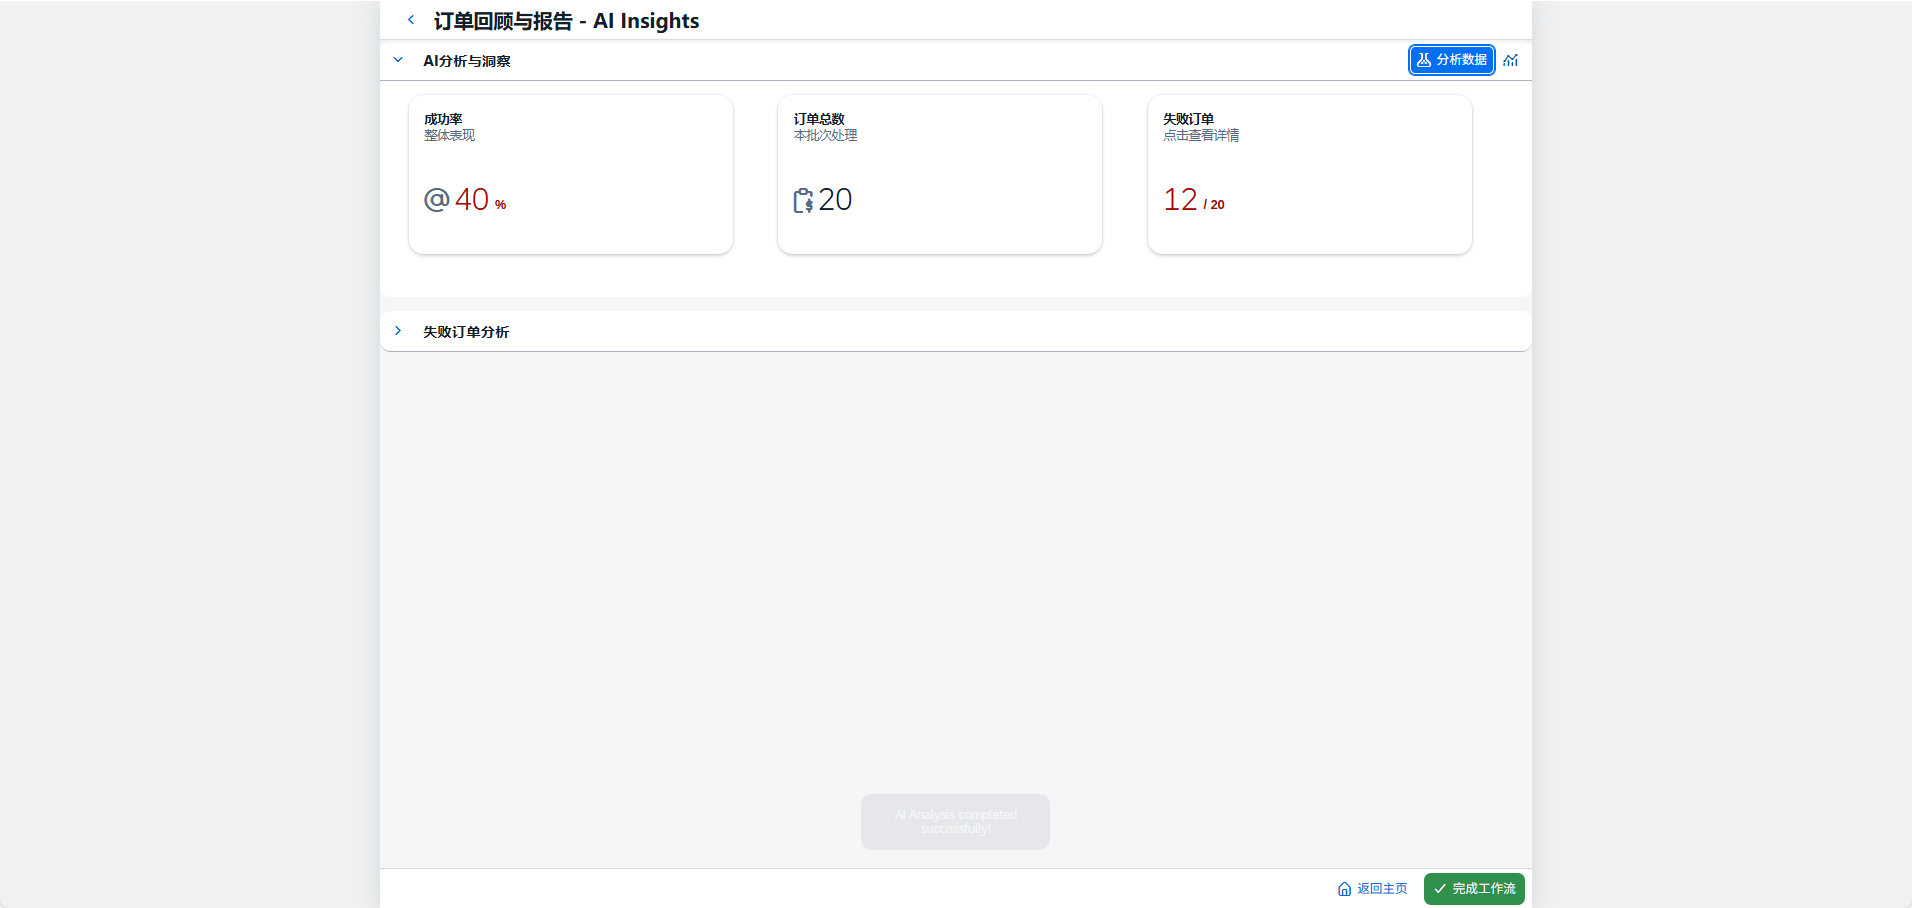 订单回顾与报告 - AI Insights
AI分析与洞察
分析数据
成功率
整体表现
40 %
订单总数
本批次处理
20
失败订单
点击查看详情
12 / 20
失败订单分析
AI Analysis completed
successfully!
返回主页
完成工作流